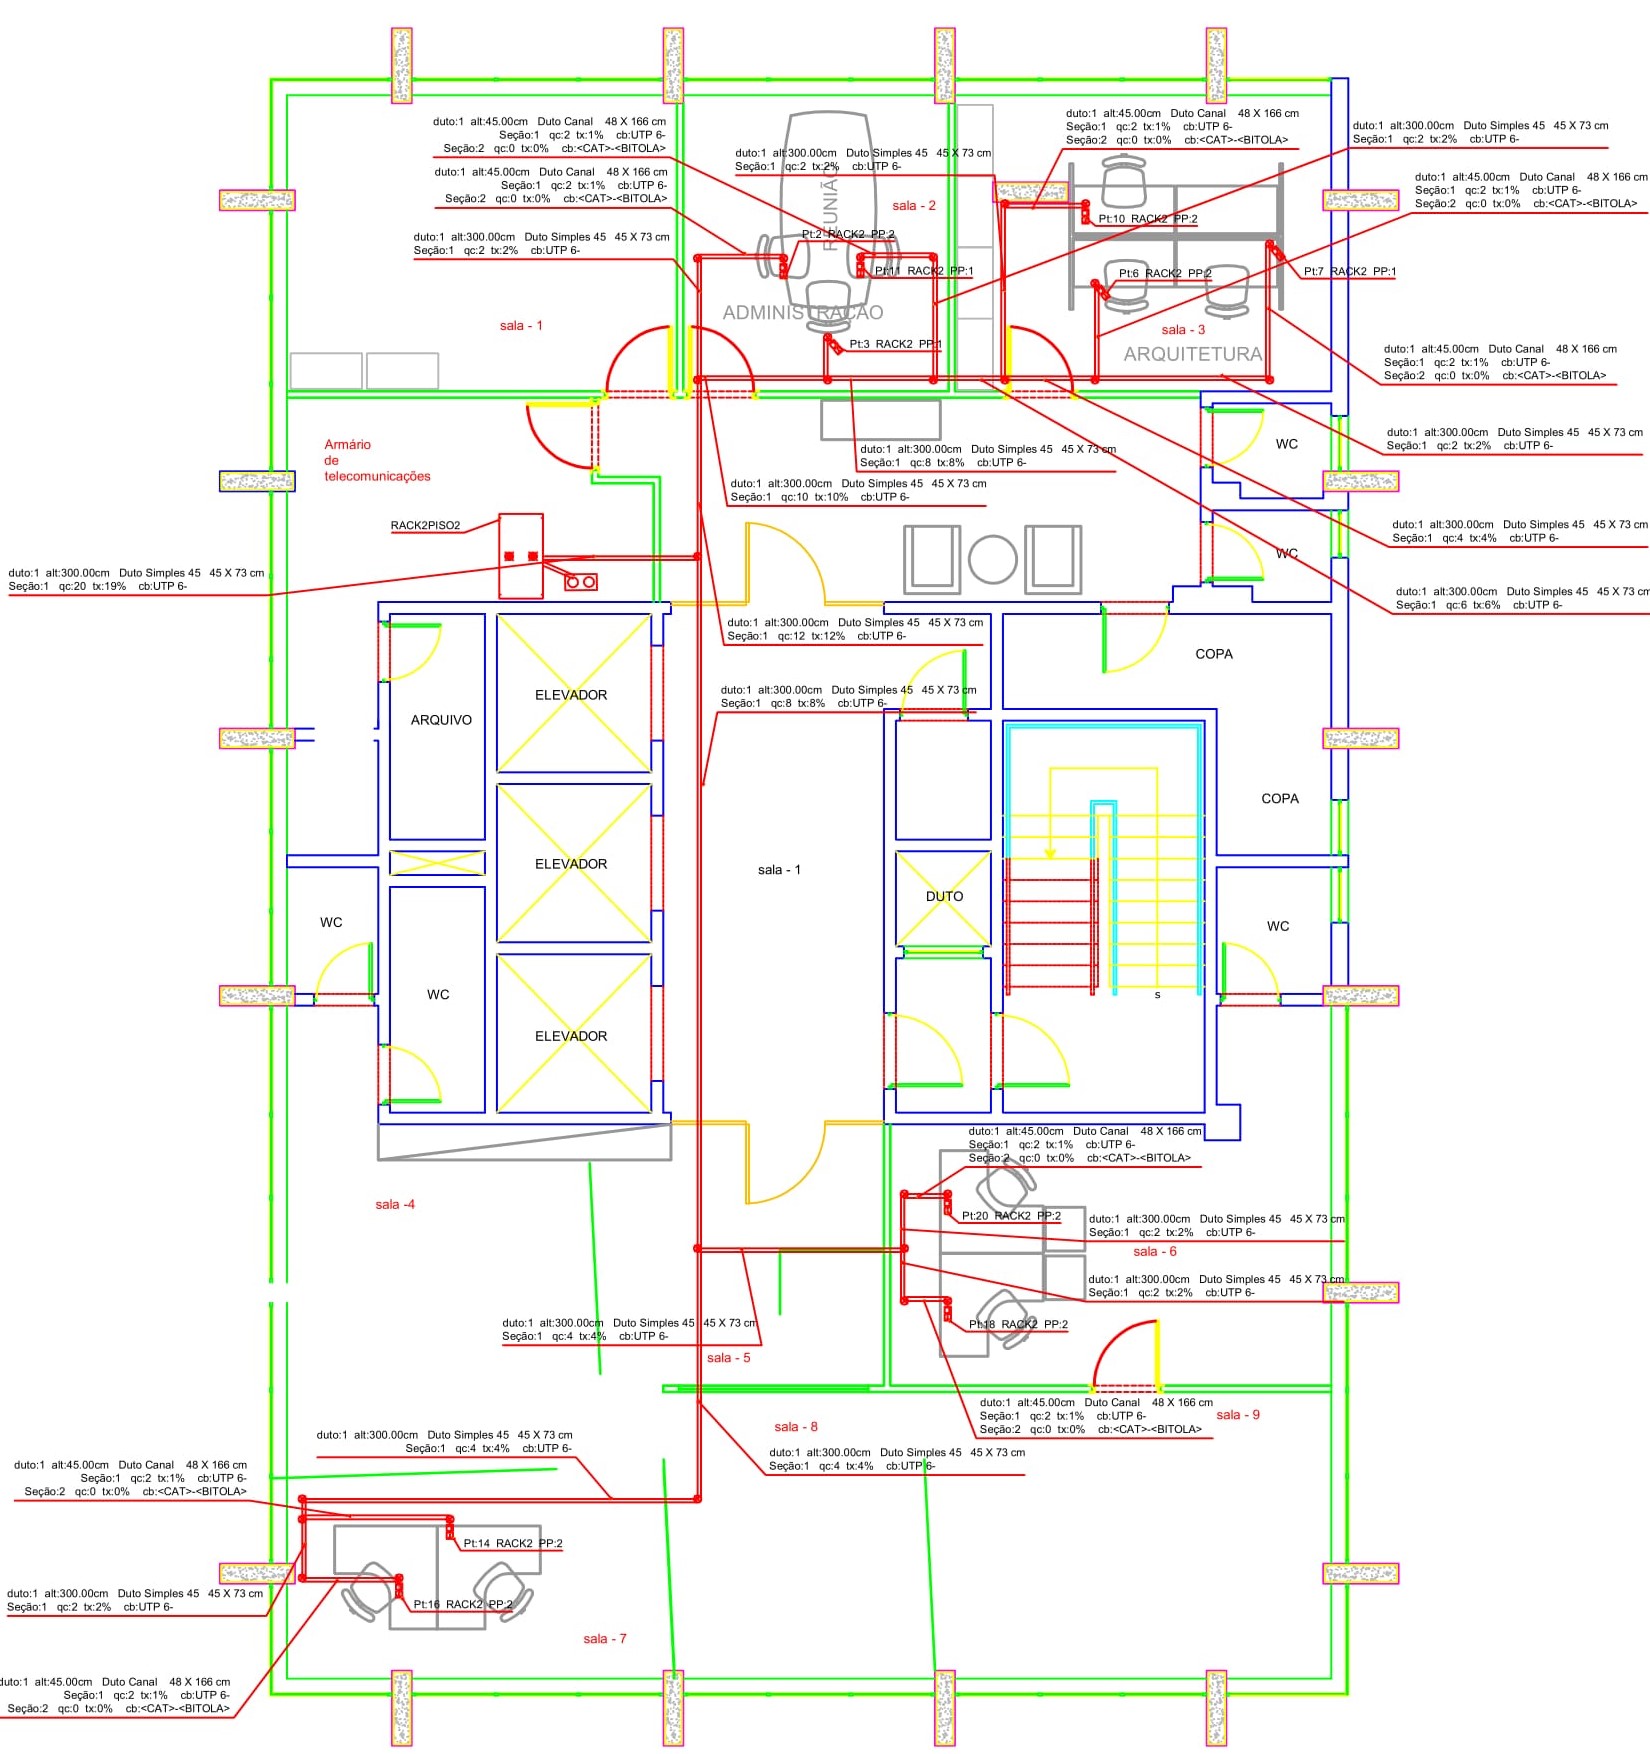 duto:1 alt:45.00cm Duto Canal 48 X 166 cm
Seção:1 qc:2 tx:1% cb:UTP 6-
Seção:2 qc:0 tx:0% cb:<CAT>-<BITOLA>
duto:1 alt:45.00cm Duto Canal 48 X 166 cm
Seção:1 qc:2 tx:1% cb:UTP 6-
Seção:2 qc:0 tx:0% cb:<CAT>-<BITOLA>
duto:1 alt:300.00cm Duto Simples 45 45 X 73 cm
Seção:1 qc:2 tx:2% cb:UTP 6-
duto:1 alt:300.00cm Duto Simples 45 45 X 73 cm
Seção:1 qc:2 tx:2% cb:UTP 6-
duto:1 alt:45.00cm Duto Canal 48 X 166 cm
Seção:1 qc:2 tx:1% cb:UTP 6-
Seção:2 qc:0 tx:0% cb:<CAT>-<BITOLA>
duto:1 alt:300.00cm Duto Simples 45 45 X 73 cm
Seção:1 qc:2 tx:2% cb:UTP 6-
duto:1 alt:45.00cm Duto Canal 48 X 166 cm
Seção:1 qc:2 tx:1% cb:UTP 6-
Seção:2 qc:0 tx:0% cb:<CAT>-<BITOLA>
REUNIÃO
sala - 2
Pt:10 RACK2 PP:2
Pt:2 RACK2 PP:2
Pt:11 RACK2 PP:1
Pt:6 RACK2 PP:2
Pt:7 RACK2 PP:1
ADMINISTRAÇÃO
sala - 1
sala - 3
Pt:3 RACK2 PP:1
ARQUITETURA
duto:1 alt:45.00cm Duto Canal 48 X 166 cm
Seção:1 qc:2 tx:1% cb:UTP 6-
Seção:2 qc:0 tx:0% cb:<CAT>-<BITOLA>
Armário
de
telecomunicações
WC
duto:1 alt:300.00cm Duto Simples 45 45 X 73 cm
Seção:1 qc:2 tx:2% cb:UTP 6-
duto:1 alt:300.00cm Duto Simples 45 45 X 73 cm
Seção:1 qc:8 tx:8% cb:UTP 6-
duto:1 alt:300.00cm Duto Simples 45 45 X 73 cm
Seção:1 qc:10 tx:10% cb:UTP 6-
RACK2PISO2
duto:1 alt:300.00cm Duto Simples 45 45 X 73 cm
Seção:1 qc:4 tx:4% cb:UTP 6-
WC
duto:1 alt:300.00cm Duto Simples 45 45 X 73 cm
Seção:1 qc:20 tx:19% cb:UTP 6-
duto:1 alt:300.00cm Duto Simples 45 45 X 73 cm
Seção:1 qc:6 tx:6% cb:UTP 6-
duto:1 alt:300.00cm Duto Simples 45 45 X 73 cm
Seção:1 qc:12 tx:12% cb:UTP 6-
COPA
ELEVADOR
duto:1 alt:300.00cm Duto Simples 45 45 X 73 cm
Seção:1 qc:8 tx:8% cb:UTP 6-
ARQUIVO
COPA
ELEVADOR
sala - 1
DUTO
WC
WC
WC
S
ELEVADOR
duto:1 alt:45.00cm Duto Canal 48 X 166 cm
Seção:1 qc:2 tx:1% cb:UTP 6-
Seção:2 qc:0 tx:0% cb:<CAT>-<BITOLA>
sala -4
Pt:20 RACK2 PP:2
duto:1 alt:300.00cm Duto Simples 45 45 X 73 cm
Seção:1 qc:2 tx:2% cb:UTP 6-
sala - 6
duto:1 alt:300.00cm Duto Simples 45 45 X 73 cm
Seção:1 qc:2 tx:2% cb:UTP 6-
Pt:18 RACK2 PP:2
duto:1 alt:300.00cm Duto Simples 45 45 X 73 cm
Seção:1 qc:4 tx:4% cb:UTP 6-
sala - 5
duto:1 alt:45.00cm Duto Canal 48 X 166 cm
Seção:1 qc:2 tx:1% cb:UTP 6-
Seção:2 qc:0 tx:0% cb:<CAT>-<BITOLA>
sala - 9
sala - 8
duto:1 alt:300.00cm Duto Simples 45 45 X 73 cm
Seção:1 qc:4 tx:4% cb:UTP 6-
duto:1 alt:300.00cm Duto Simples 45 45 X 73 cm
Seção:1 qc:4 tx:4% cb:UTP 6-
duto:1 alt:45.00cm Duto Canal 48 X 166 cm
Seção:1 qc:2 tx:1% cb:UTP 6-
Seção:2 qc:0 tx:0% cb:<CAT>-<BITOLA>
Pt:14 RACK2 PP:2
duto:1 alt:300.00cm Duto Simples 45 45 X 73 cm
Seção:1 qc:2 tx:2% cb:UTP 6-
Pt:16 RACK2 PP:2
sala - 7
duto:1 alt:45.00cm Duto Canal 48 X 166 cm
Seção:1 qc:2 tx:1% cb:UTP 6-
Seção:2 qc:0 tx:0% cb:<CAT>-<BITOLA>